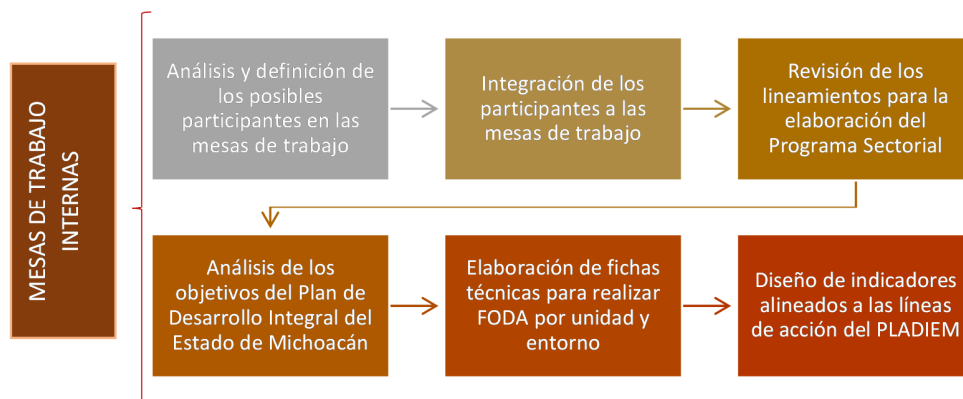 MESAS DE TRABAJO
INTERNAS
Análisis y definición de
los posibles
participantes en las
mesas de trabajo
Integración de los
participantes a las
mesas de trabajo
Revisión de los
lineamientos para la
elaboración del
Programa Sectorial
Análisis de los
objetivos del Plan de
Desarrollo Integral del
Estado de Michoacán
Elaboración de fichas
técnicas para realizar
FODA por unidad y
entorno
Diseño de indicadores
alineados a las líneas
de acción del PLADIEM